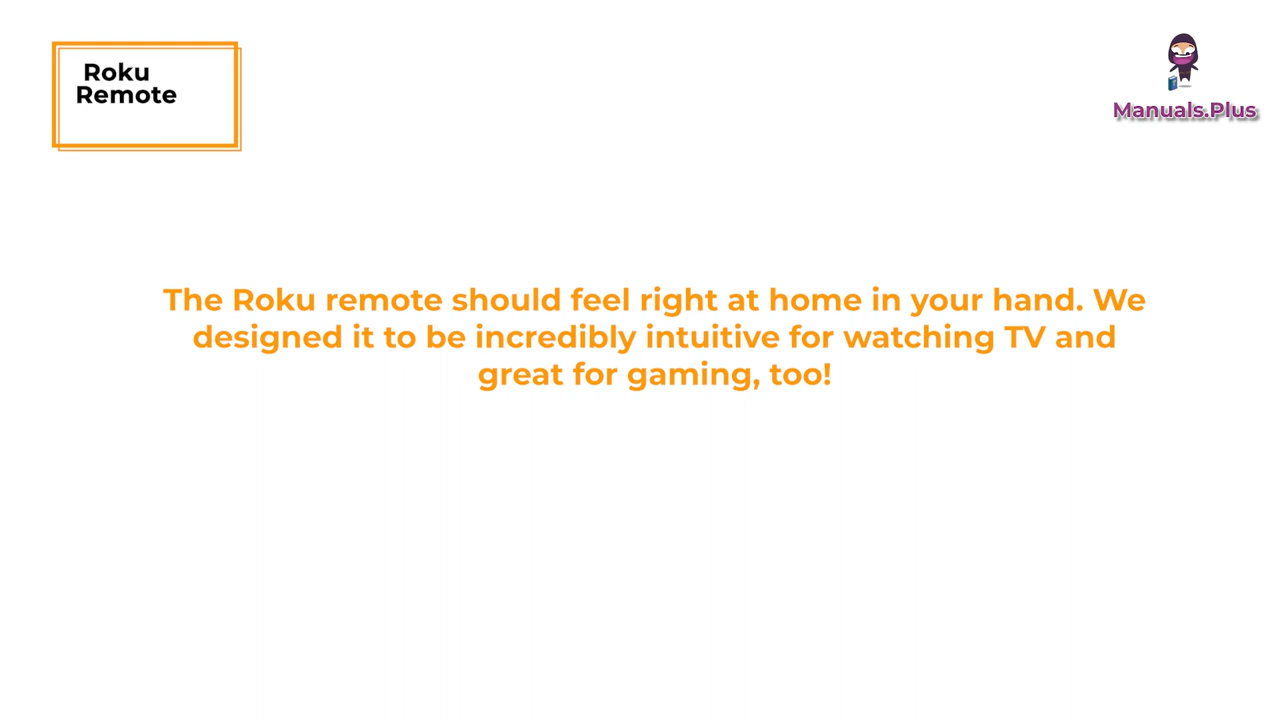 Roku
Remote
Manuals.Plus
The Roku remote should feel right at home in your hand. We
designed it to be incredibly intuitive for watching TV and
great for gaming, too!